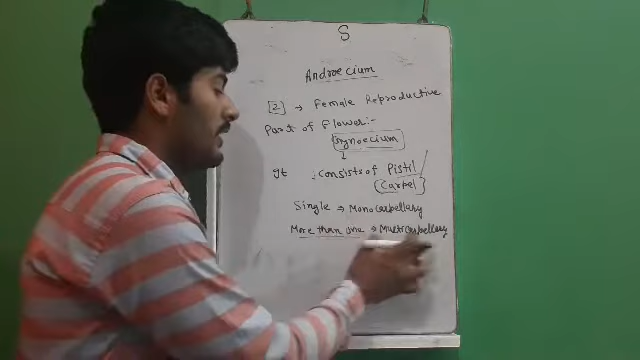 S
Androecium
[2] → Female Reproductive
Part of Flower:-
Gynoecium
It consists of Pistil
Carpel
Single ⇒ Monocarpellary
More than one ⇒ Multicarpellary